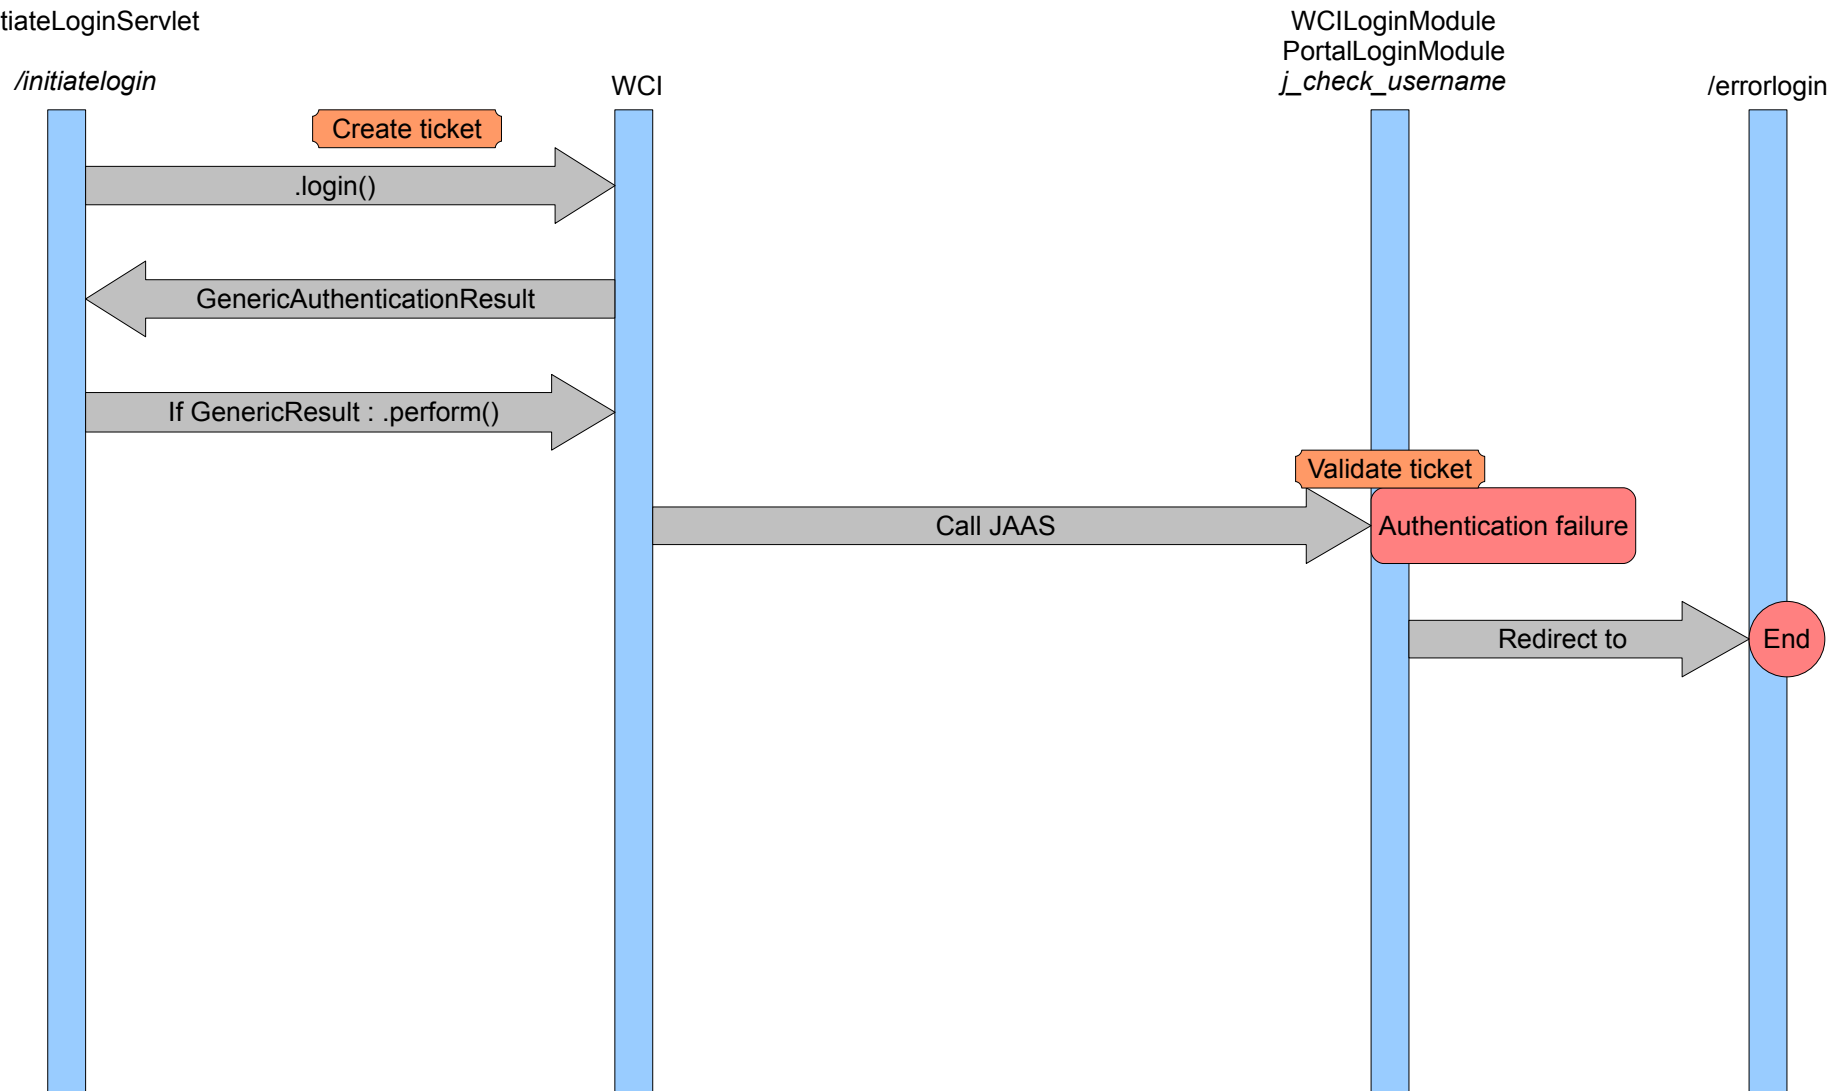 tiateLoginServlet
WCILoginModule
PortalLoginModule
/initiatelogin
WCI
j_check_username
/errorlogin
Create ticket
.login()
GenericAuthenticationResult
If GenericResult : .perform()
Validate ticket
Call JAAS
Authentication failure
Redirect to
End